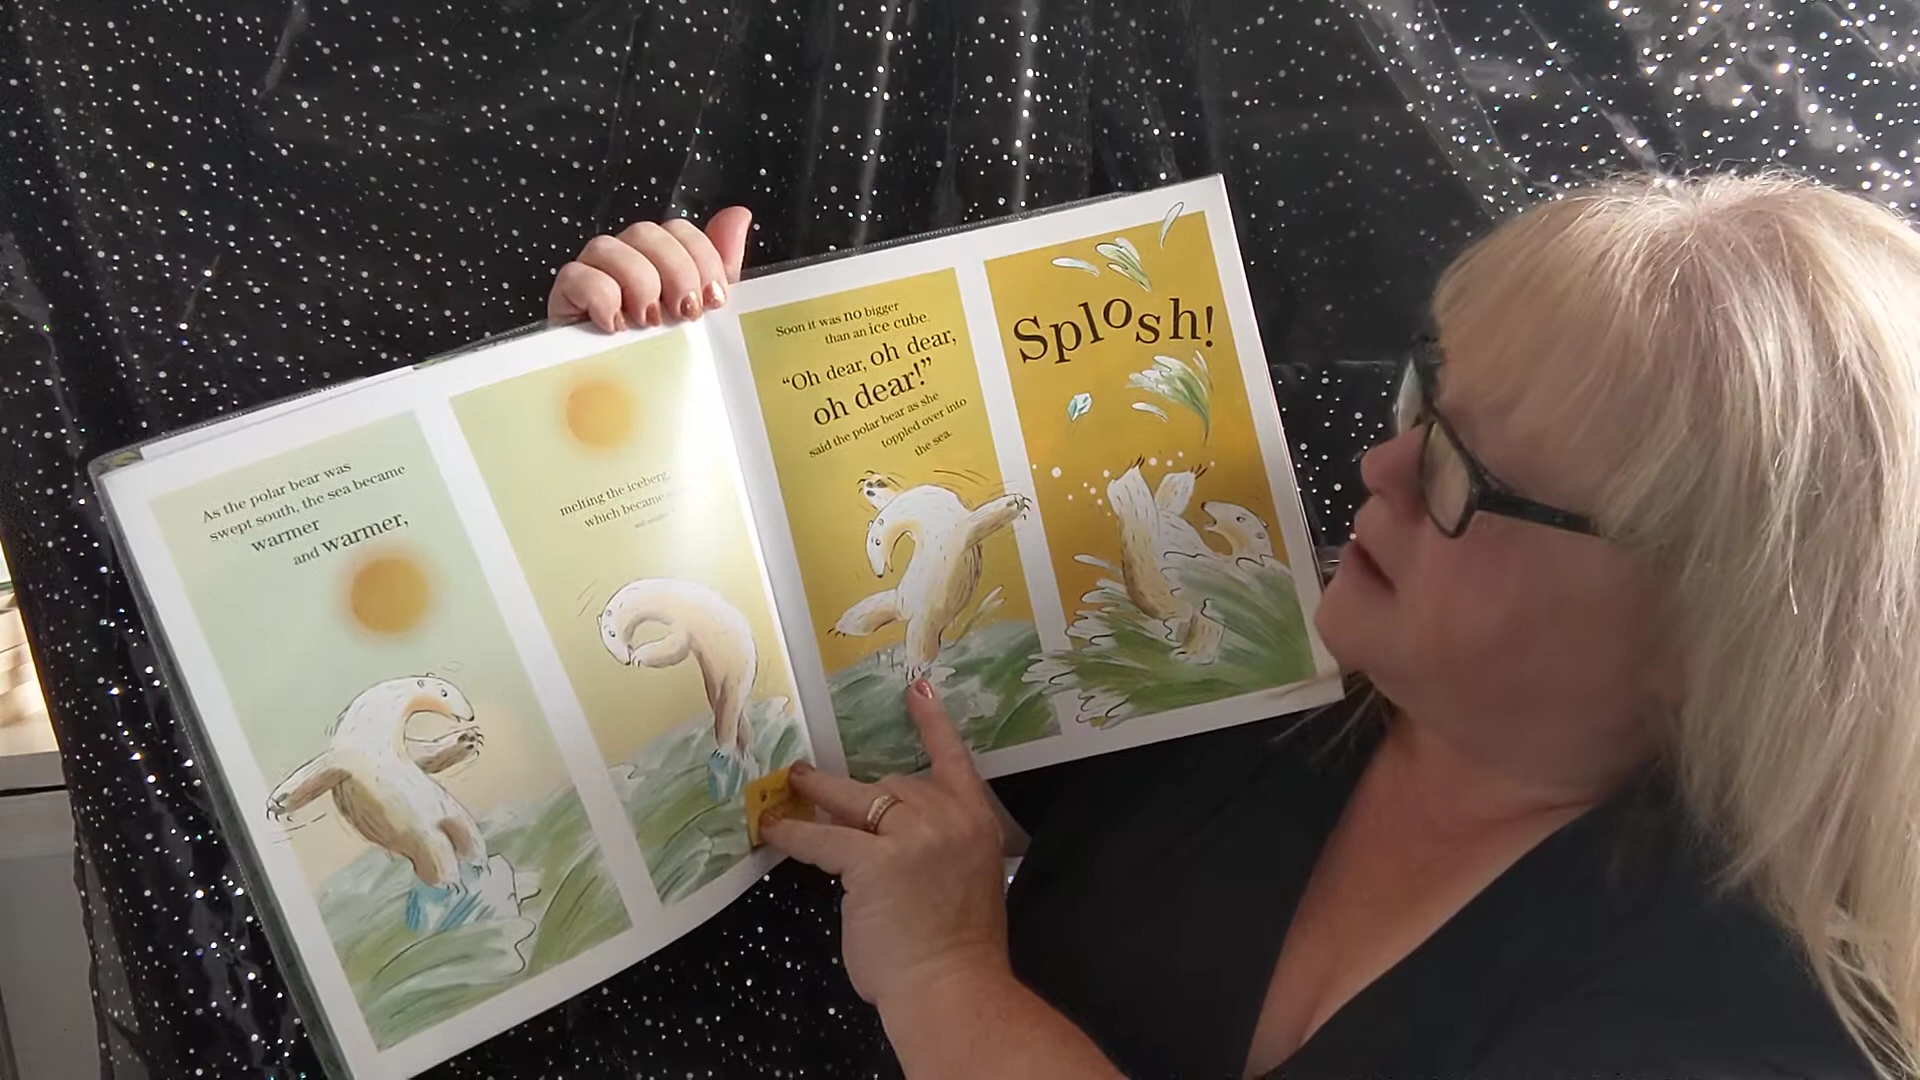 As the polar bear was
swept south, the sea became
warmer
and warmer,
melting the iceberg,
which became
Soon it was no bigger
than an ice cube.
“Oh dear, oh dear,
oh dear!”
said the polar bear as she
toppled over into
the sea.
Splosh!